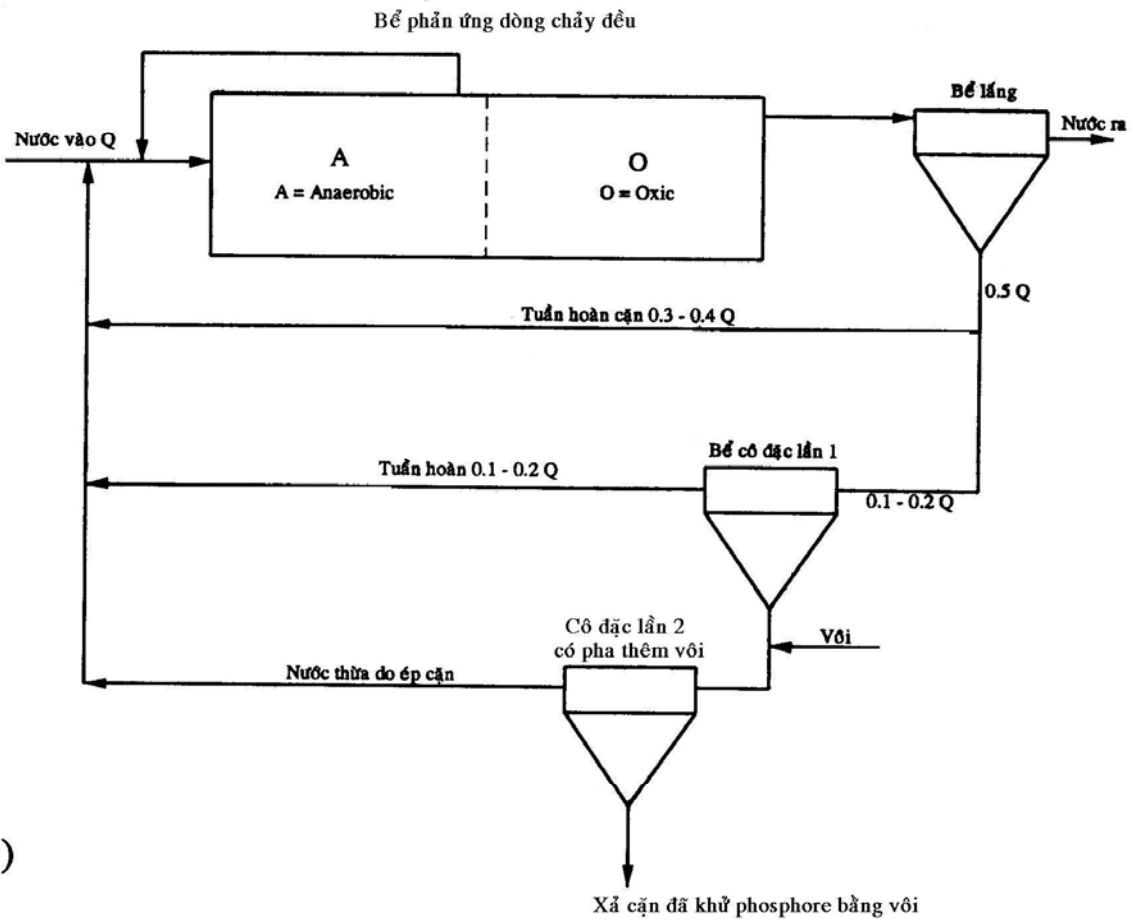 Bể phản ứng dòng chảy đều
Bể lắng
Nước vào Q
Nước ra
A
O
A = Anaerobic
O = Oxic
0.5 Q
Tuần hoàn cặn 0.3 - 0.4 Q
Bể cô đặc lần 1
Tuần hoàn 0.1 - 0.2 Q
0.1 - 0.2 Q
Cô đặc lần 2
có pha thêm vôi
Vôi
Nước thừa do ép cặn
)
Xả cặn đã khử phosphore bằng vôi